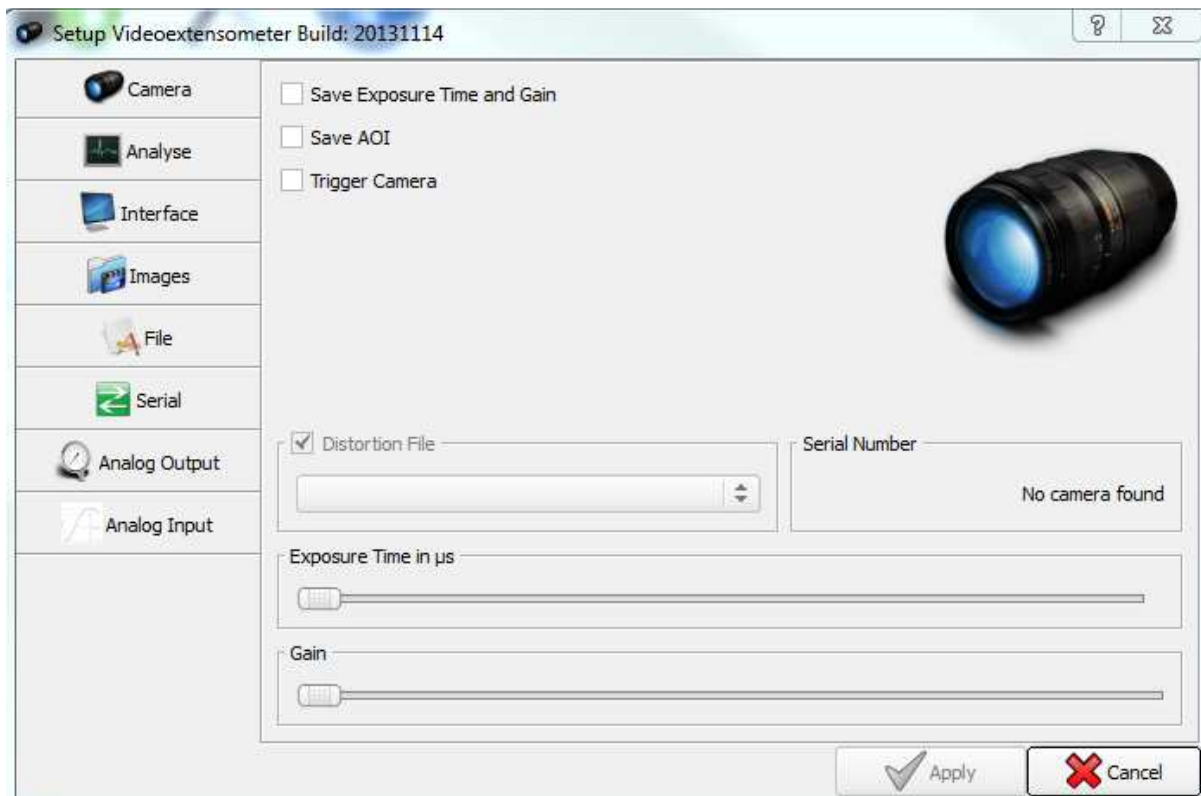 Setup Videoextensometer Build: 20131114
Camera
Analyse
Interface
Images
File
Serial
Analog Output
Analog Input
Save Exposure Time and Gain
Save AOI
Trigger Camera
Distortion File
Serial Number
No camera found
Exposure Time in µs
Gain
Apply
Cancel